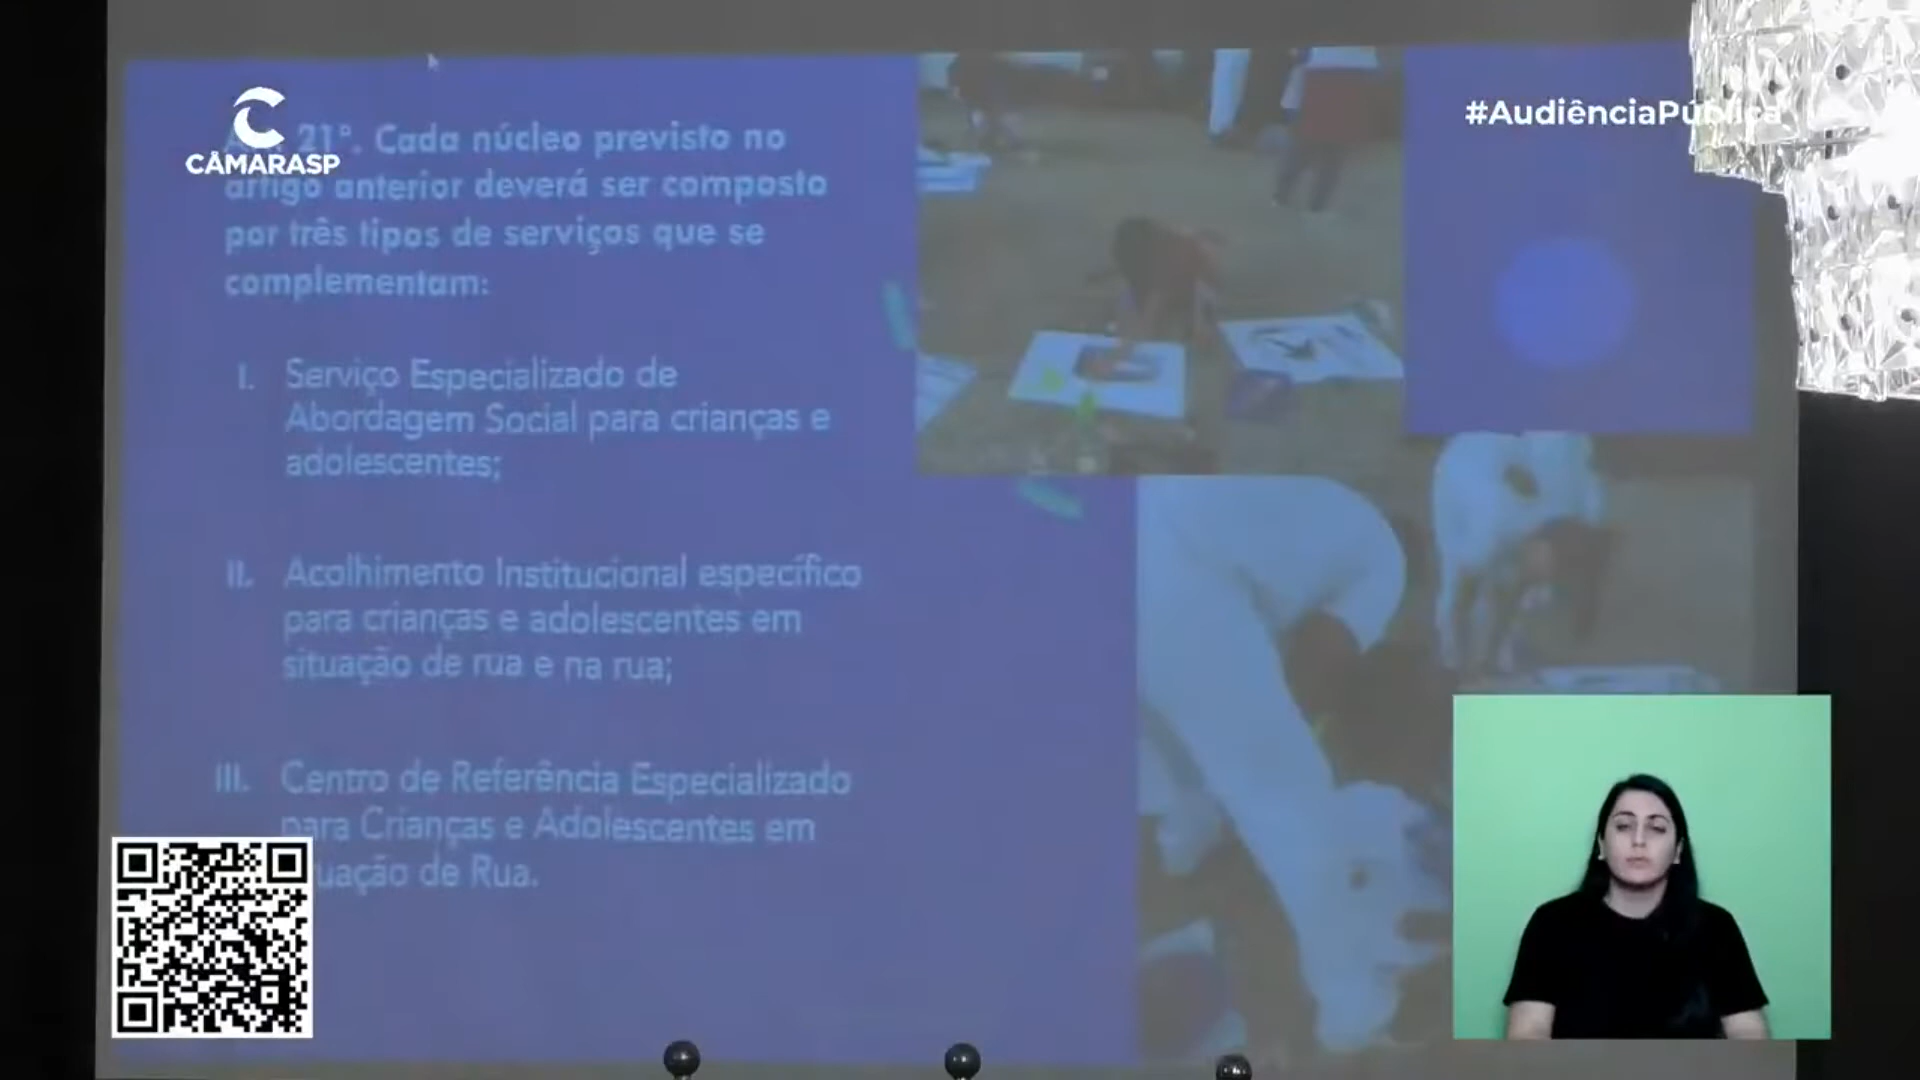 CÂMARASP
#AudiênciaPública
21º. Cada núcleo previsto no
artigo anterior deverá ser composto
por três tipos de serviços que se
complementam:
I. Serviço Especializado de
Abordagem Social para crianças e
adolescentes;
II. Acolhimento Institucional específico
para crianças e adolescentes em
situação de rua e na rua;
III. Centro de Referência Especializado
para Crianças e Adolescentes em
uação de Rua.